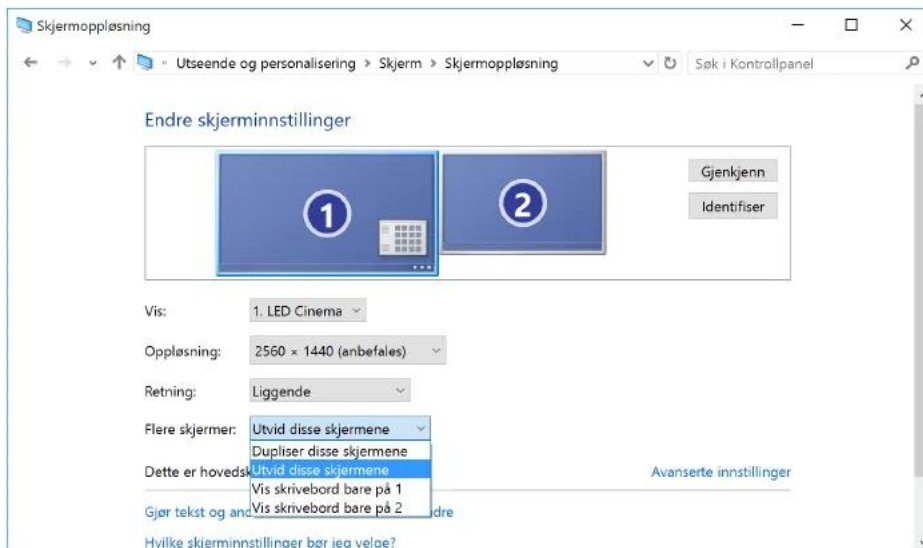 Skjermoppløsning
Utseende og personalisering > Skjerm > Skjermoppløsning
Søk i Kontrollpanel
Endre skjerminnstillinger
1
2
Gjenkjenn
Identifiser
Vis: 1. LED Cinema
Oppløsning: 2560 × 1440 (anbefales)
Retning: Liggende
Flere skjermer: Utvid disse skjermene
Dupliser disse skjermene
Dette er hovedsk
Utvid disse skjermene
Avanserte innstillinger
Vis skrivebord bare på 1
Gjør tekst og
Vis skrivebord bare på 2
Hvilke skjerminnstillinger bør jeg velge?